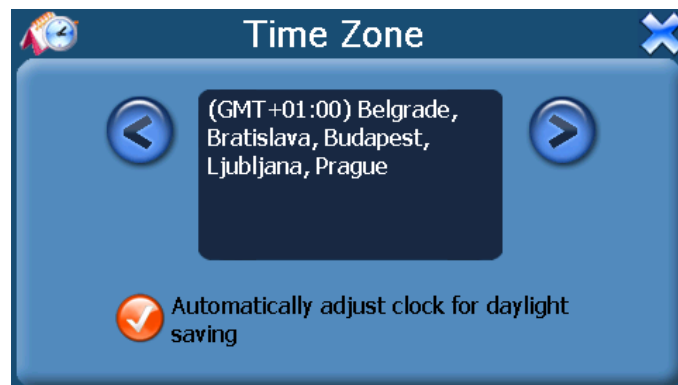 Time Zone
(GMT+01:00) Belgrade,
Bratislava, Budapest,
Ljubljana, Prague
Automatically adjust clock for daylight
saving